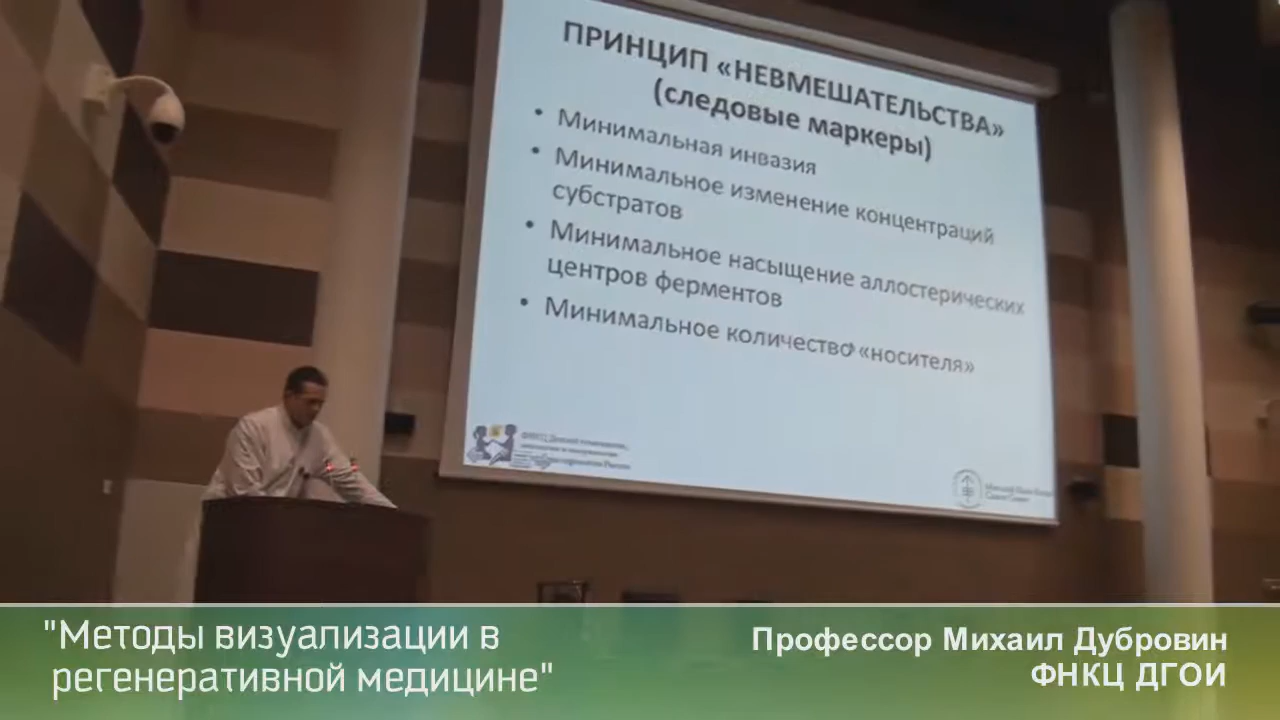 ПРИНЦИП «НЕВМЕШАТЕЛЬСТВА»
(следовые маркеры)
• Минимальная инвазия
• Минимальное изменение концентраций
субстратов
• Минимальное насыщение аллостерических
центров ферментов
• Минимальное количество «носителя»
"Методы визуализации в
регенеративной медицине"
Профессор Михаил Дубровин
ФНКЦ ДГОИ